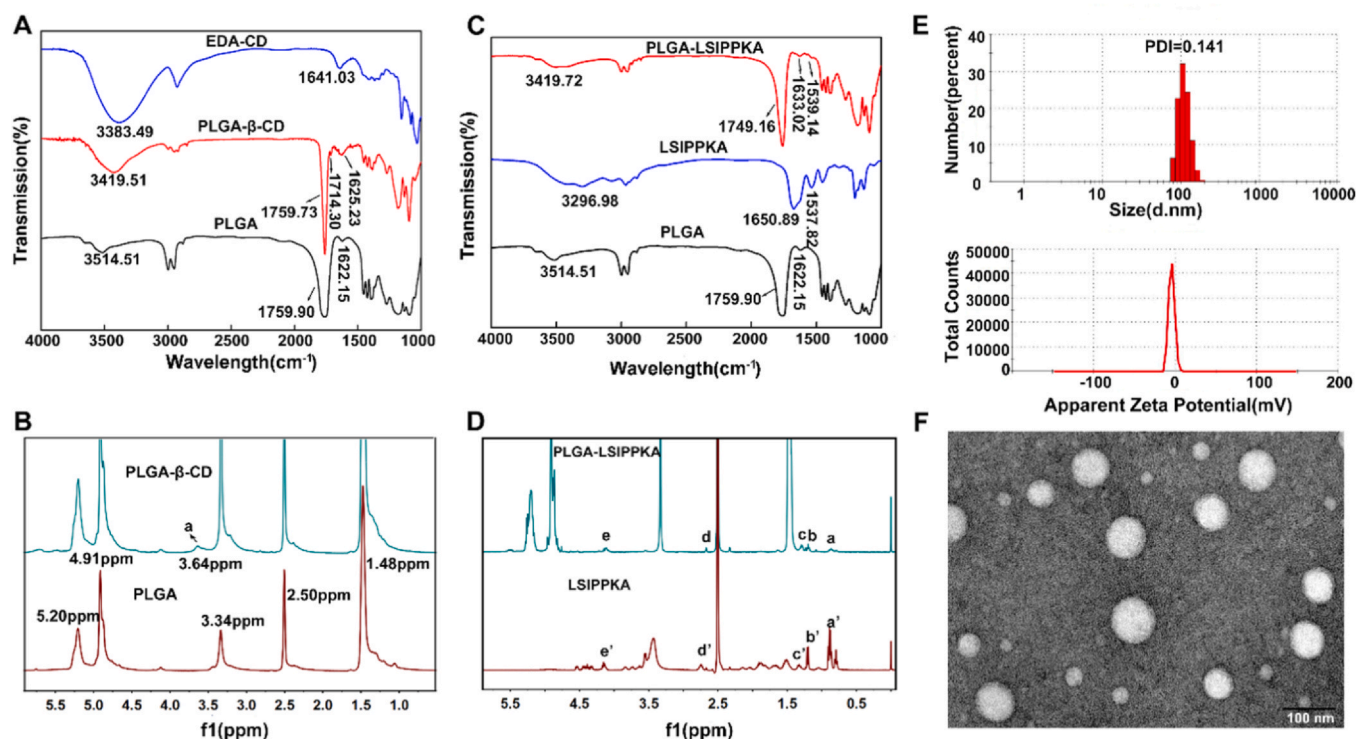 A
EDA-CD
1641.03
3383.49
PLGA-β-CD
3419.51
1759.73
1714.30
1625.23
PLGA
3514.51
1759.90
1622.15
Transmission(%)
4000 3500 3000 2500 2000 1500 1000
Wavelength(cm⁻¹)
C
PLGA-LSIPPKA
3419.72
1749.16
1633.02
1539.14
LSIPPKA
3296.98
1650.89
1537.82
PLGA
3514.51
1759.90
1622.15
Transmission(%)
4000 3500 3000 2500 2000 1500 1000
Wavelength(cm⁻¹)
E
PDI=0.141
Number(percent)
40
30
20
10
0
1 10 100 1000 10000
Size(d.nm)
Total Counts
50000
40000
30000
20000
10000
0
-100 0 100 200
Apparent Zeta Potential(mV)
B
PLGA-β-CD
a
3.64ppm
4.91ppm
1.48ppm
PLGA
2.50ppm
5.20ppm
3.34ppm
5.5 5.0 4.5 4.0 3.5 3.0 2.5 2.0 1.5 1.0
f1(ppm)
D
PLGA-LSIPPKA
e d c b a
LSIPPKA
e' d' c' b' a'
5.5 4.5 3.5 2.5 1.5 0.5
f1(ppm)
F
100 nm